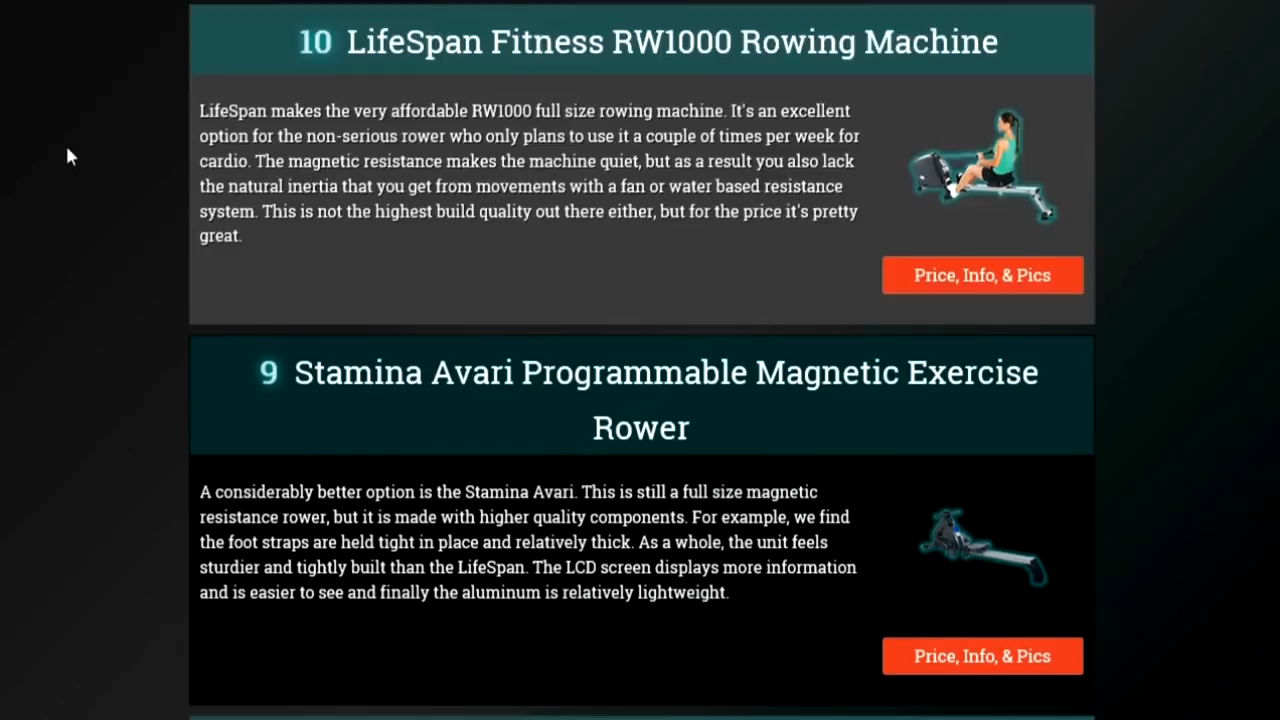 10 LifeSpan Fitness RW1000 Rowing Machine
LifeSpan makes the very affordable RW1000 full size rowing machine. It's an excellent
option for the non-serious rower who only plans to use it a couple of times per week for
cardio. The magnetic resistance makes the machine quiet, but as a result you also lack
the natural inertia that you get from movements with a fan or water based resistance
system. This is not the highest build quality out there either, but for the price it's pretty
great.
Price, Info, & Pics
9 Stamina Avari Programmable Magnetic Exercise
Rower
A considerably better option is the Stamina Avari. This is still a full size magnetic
resistance rower, but it is made with higher quality components. For example, we find
the foot straps are held tight in place and relatively thick. As a whole, the unit feels
sturdier and tightly built than the LifeSpan. The LCD screen displays more information
and is easier to see and finally the aluminum is relatively lightweight.
Price, Info, & Pics